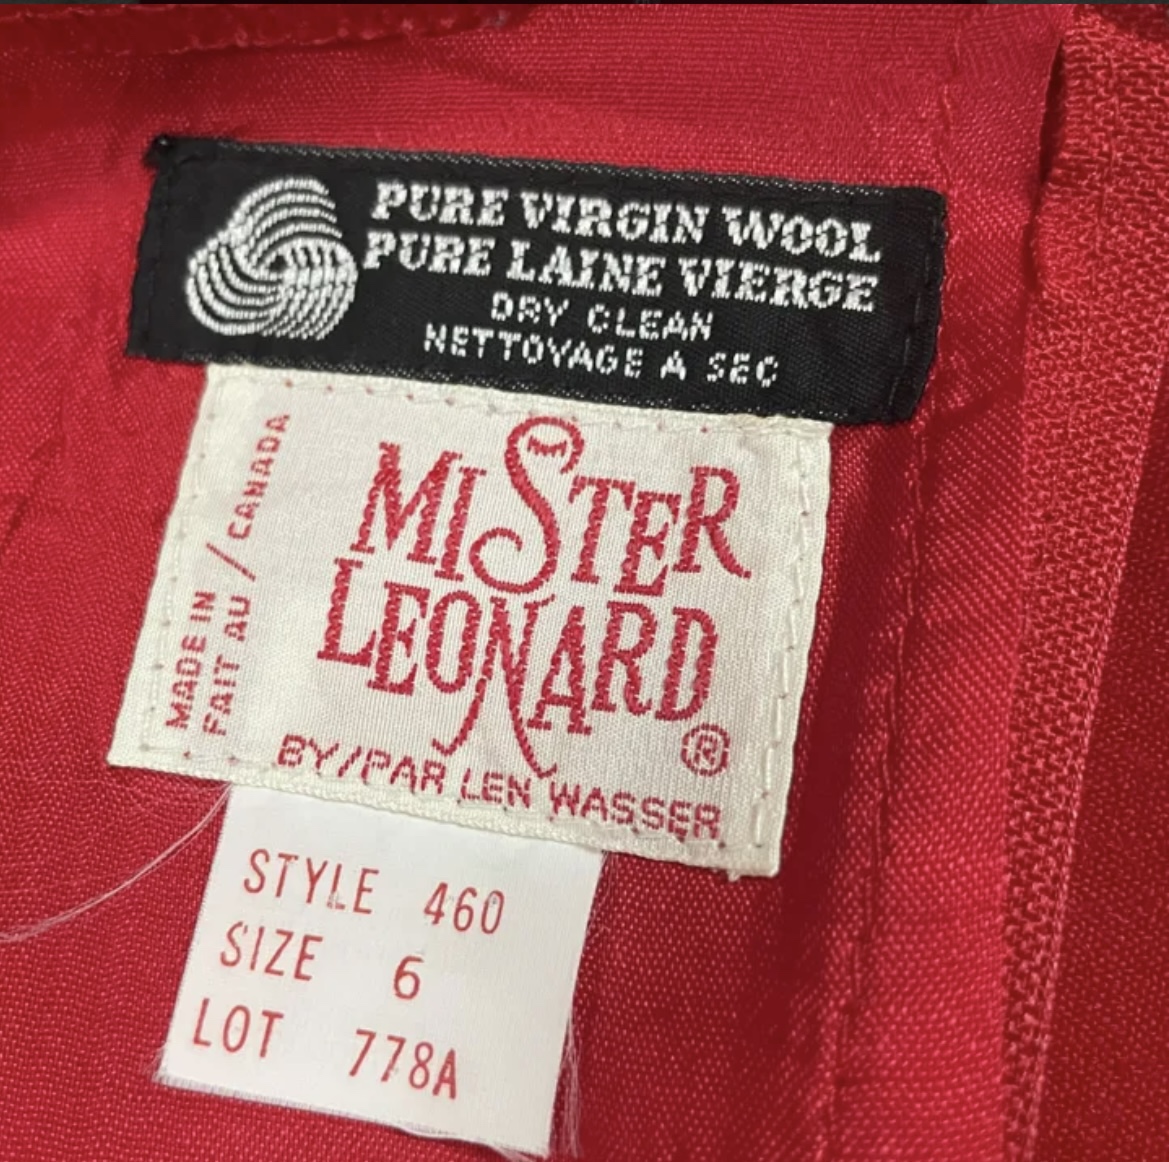 PURE VIRGIN WOOL
PURE LAINE VIERGE
DRY CLEAN
NETTOYAGE A SEC
MADE IN
FAIT AU / CANADA
MISTER
LEONARD®
BY/PAR LEN WASSER
STYLE 460
SIZE 6
LOT 778A